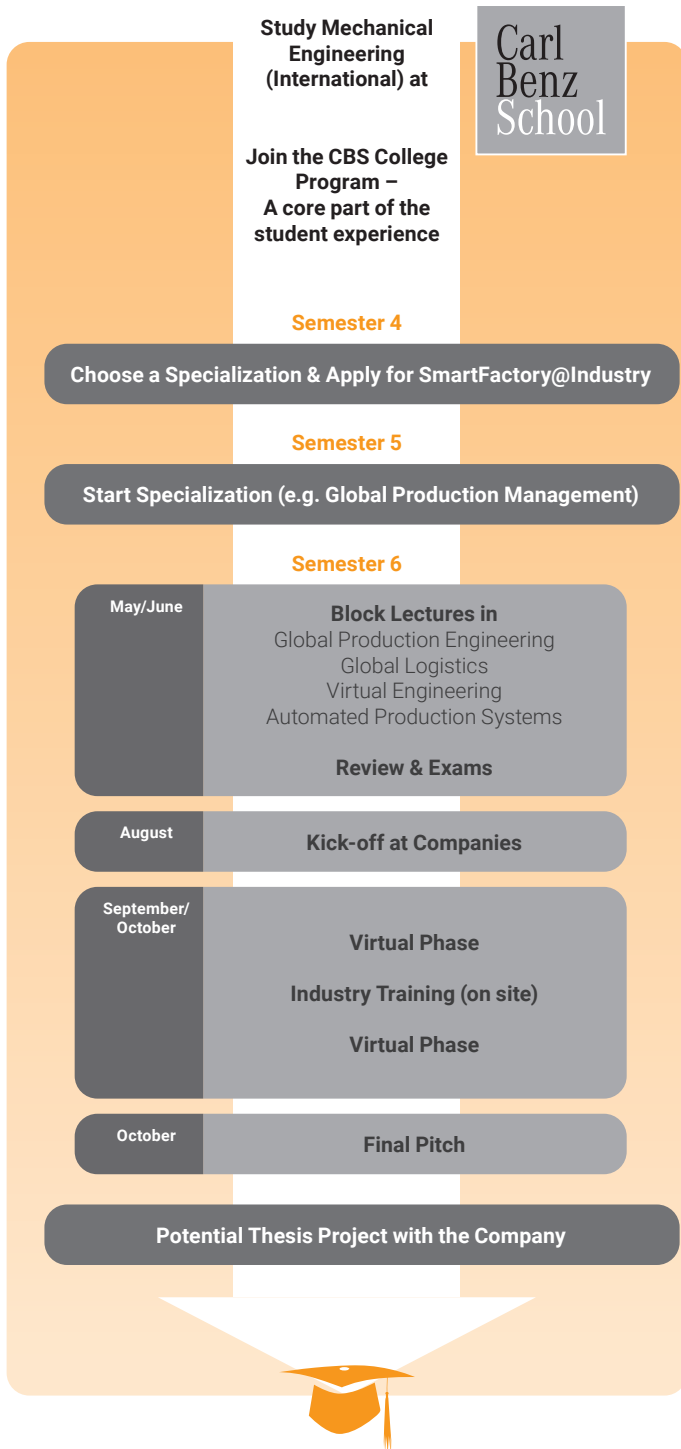 Study Mechanical
Engineering
(International) at
Carl
Benz
School
Join the CBS College
Program –
A core part of the
student experience
Semester 4
Choose a Specialization & Apply for SmartFactory@Industry
Semester 5
Start Specialization (e.g. Global Production Management)
Semester 6
May/June
Block Lectures in
Global Production Engineering
Global Logistics
Virtual Engineering
Automated Production Systems
Review & Exams
August
Kick-off at Companies
September/
October
Virtual Phase
Industry Training (on site)
Virtual Phase
October
Final Pitch
Potential Thesis Project with the Company